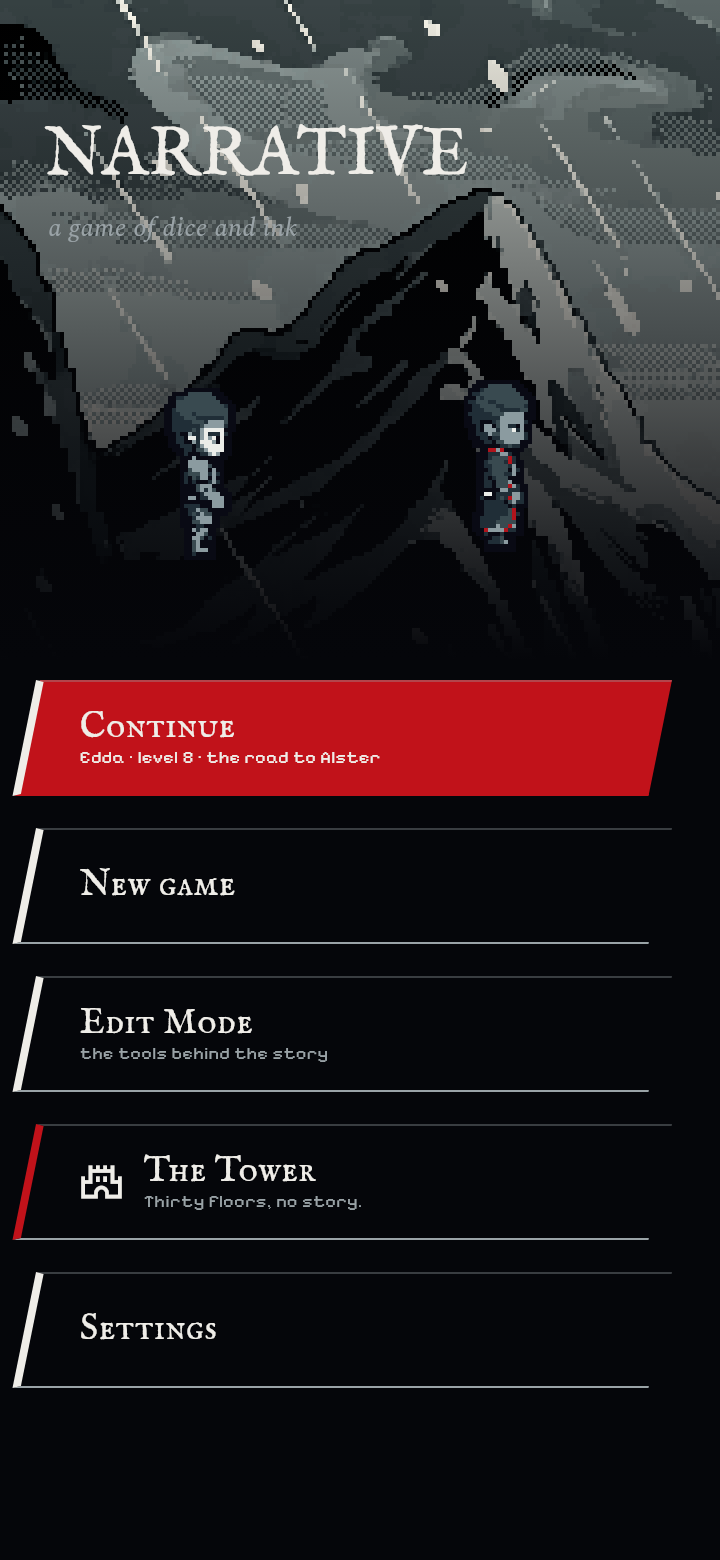 NARRATIVE
a game of dice and ink
Continue
Edda · level 8 · the road to Alster
New game
Edit Mode
the tools behind the story
The Tower
Thirty floors, no story.
Settings